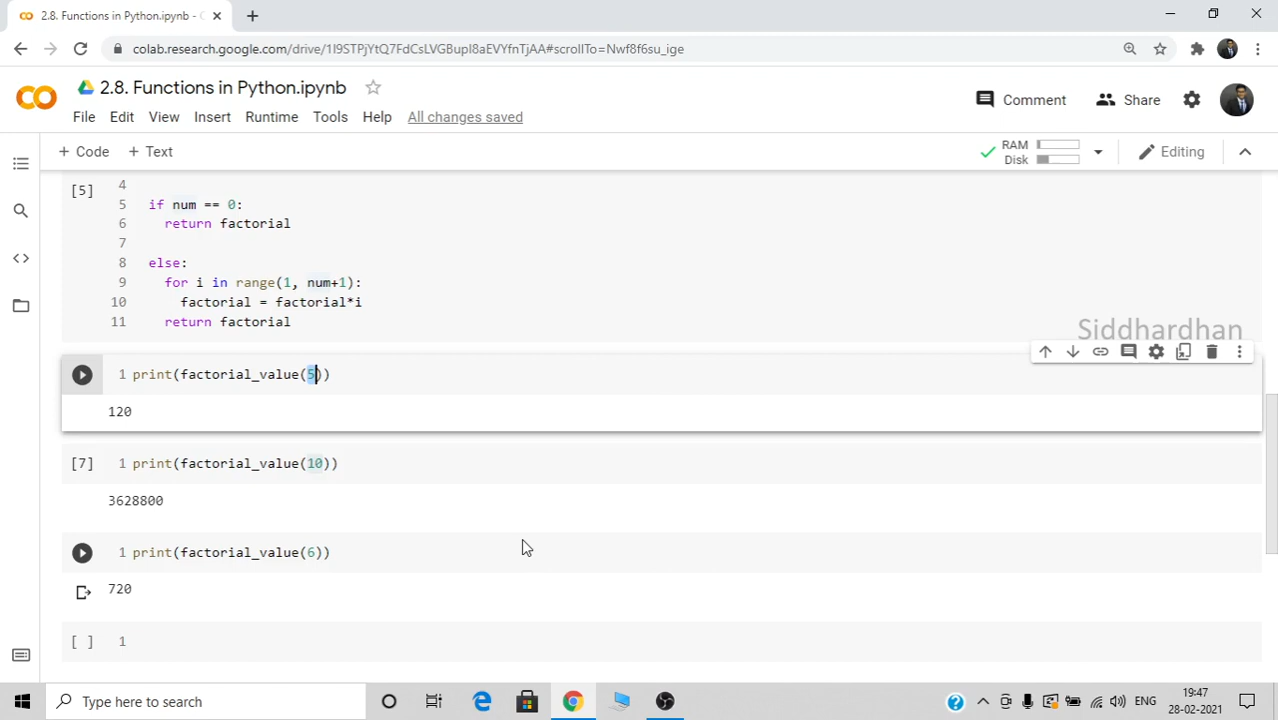 2.8. Functions in Python.ipynb - C
colab.research.google.com/drive/1I9STPjYtQ7FdCsLVGBupI8aEVYfnTjAA#scrollTo=Nwf8f6su_ige
2.8. Functions in Python.ipynb
File Edit View Insert Runtime Tools Help All changes saved
Comment Share
+ Code + Text
RAM
Disk
Editing
[5]
4
5 if num == 0:
6 return factorial
7
8 else:
9 for i in range(1, num+1):
10 factorial = factorial*i
11 return factorial
Siddhardhan
1 print(factorial_value(5))
120
[7] 1 print(factorial_value(10))
3628800
1 print(factorial_value(6))
720
[ ] 1
Type here to search
ENG
19:47
28-02-2021